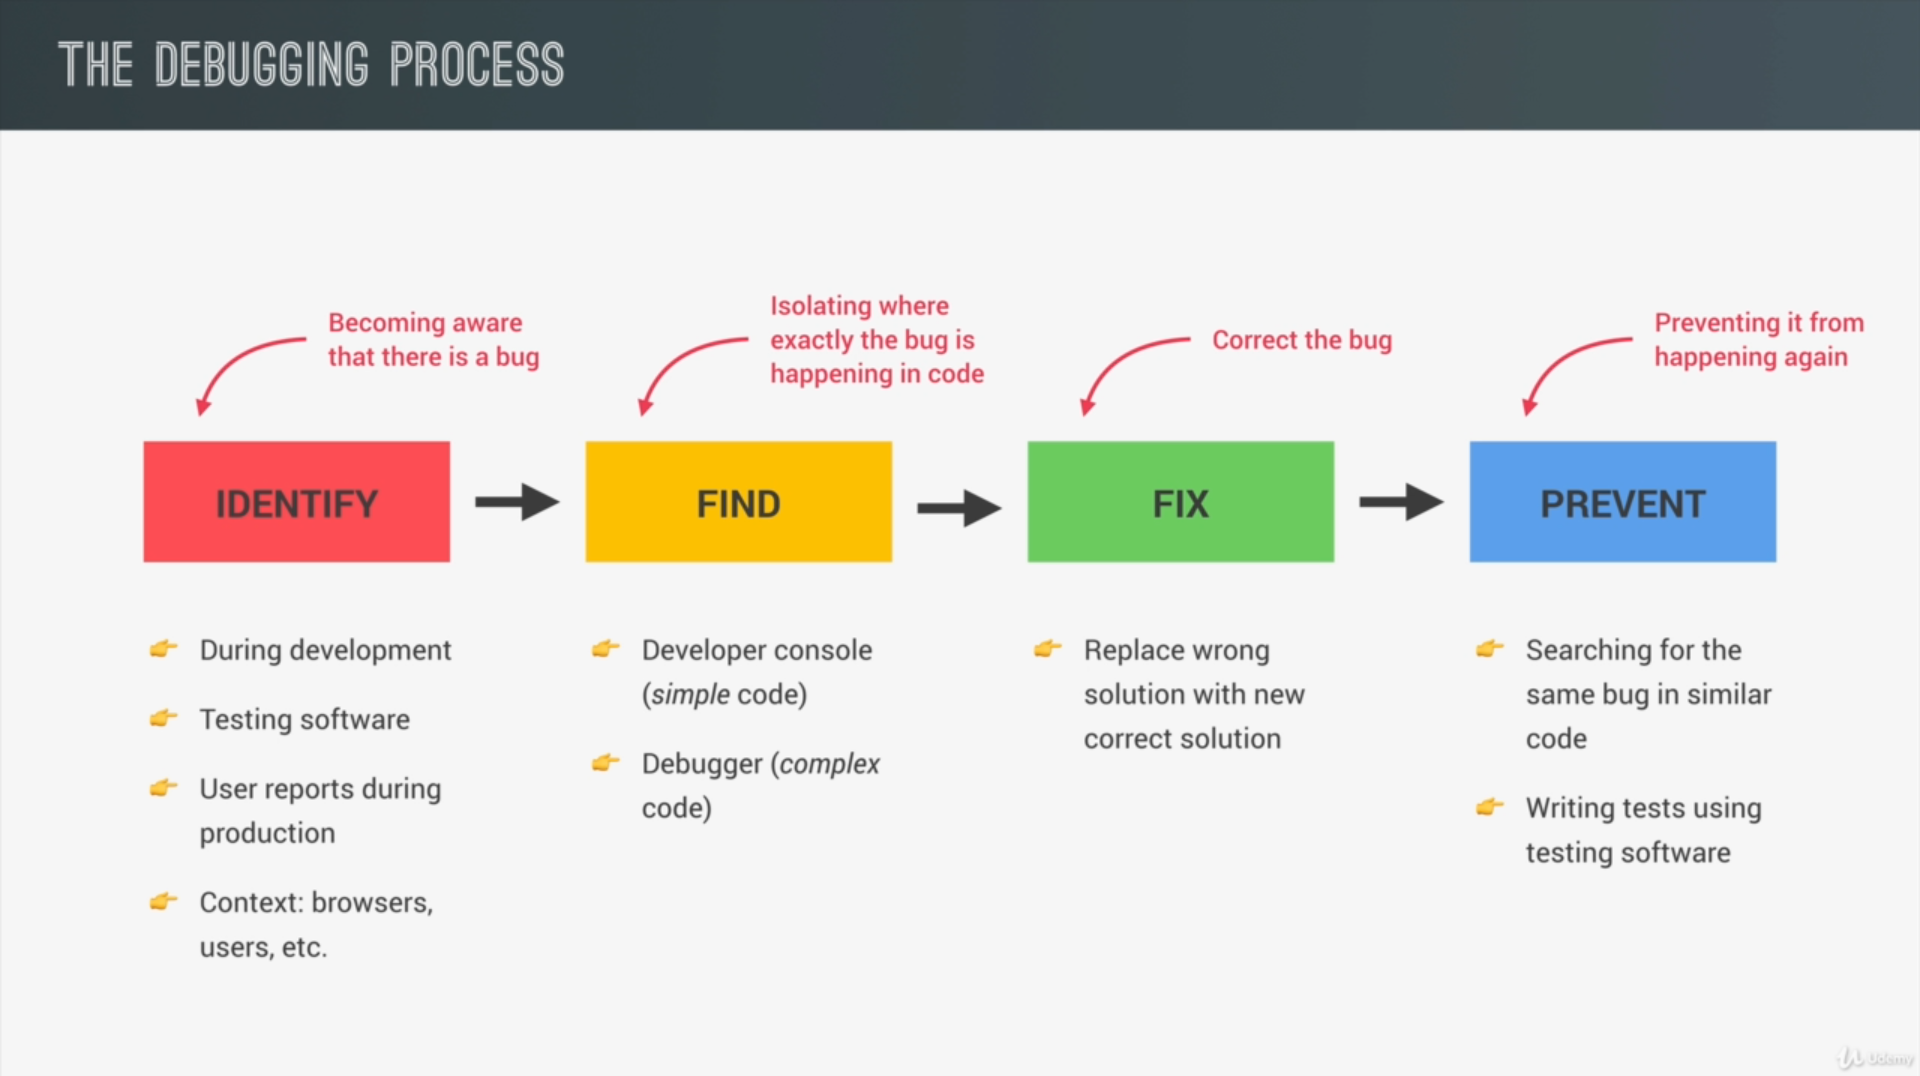 THE DEBUGGING PROCESS
Becoming aware
that there is a bug
Isolating where
exactly the bug is
happening in code
Correct the bug
Preventing it from
happening again
IDENTIFY
FIND
FIX
PREVENT
During development
Testing software
User reports during
production
Context: browsers,
users, etc.
Developer console
(simple code)
Debugger (complex
code)
Replace wrong
solution with new
correct solution
Searching for the
same bug in similar
code
Writing tests using
testing software
Udemy